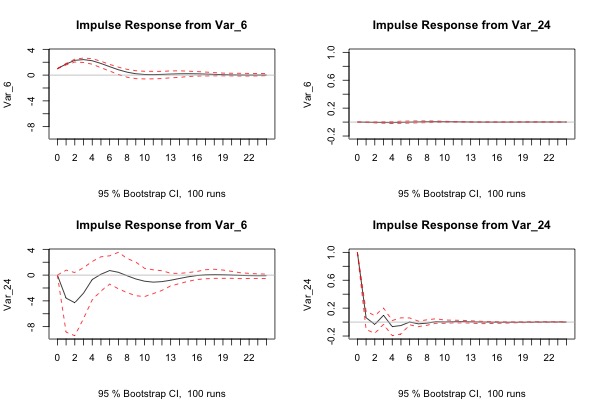 Impulse Response from Var_6
Var_6
4
0
-4
-8
0 2 4 6 8 10 13 16 19 22
95 % Bootstrap CI, 100 runs
Impulse Response from Var_24
Var_6
1.0
0.6
0.2
-0.2
0 2 4 6 8 10 13 16 19 22
95 % Bootstrap CI, 100 runs
Impulse Response from Var_6
Var_24
4
0
-4
-8
0 2 4 6 8 10 13 16 19 22
95 % Bootstrap CI, 100 runs
Impulse Response from Var_24
Var_24
1.0
0.6
0.2
-0.2
0 2 4 6 8 10 13 16 19 22
95 % Bootstrap CI, 100 runs